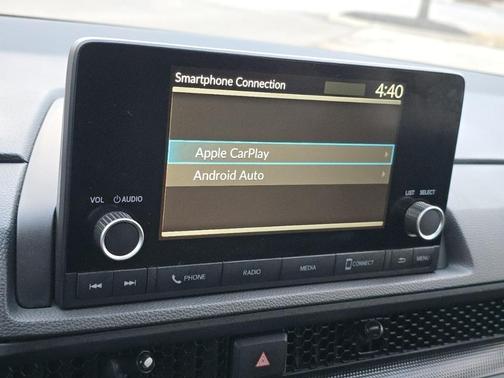 Smartphone Connection
4:40
Apple CarPlay
Android Auto
VOL
AUDIO
LIST
SELECT
PHONE
RADIO
MEDIA
CONNECT
MENU